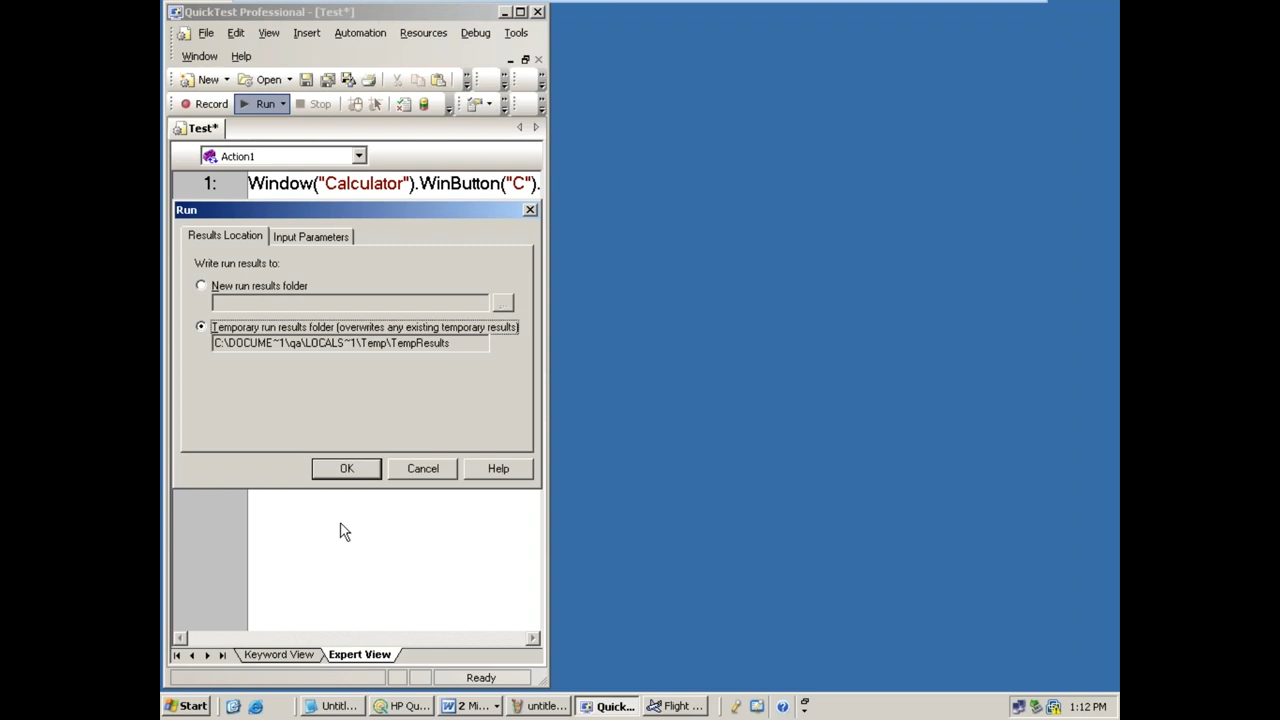 QuickTest Professional - [Test*]
File Edit View Insert Automation Resources Debug Tools
Window Help
New Open
Record Run Stop
Test*
Action1
1: Window("Calculator").WinButton("C").
Run
Results Location Input Parameters
Write run results to:
New run results folder
...
Temporary run results folder (overwrites any existing temporary results)
C:\DOCUME~1\qa\LOCALS~1\Temp\TempResults
OK Cancel Help
Keyword View Expert View
Ready
Start Untitl... HP Qu... 2 Mi... untitle... Quick... Flight ... 1:12 PM